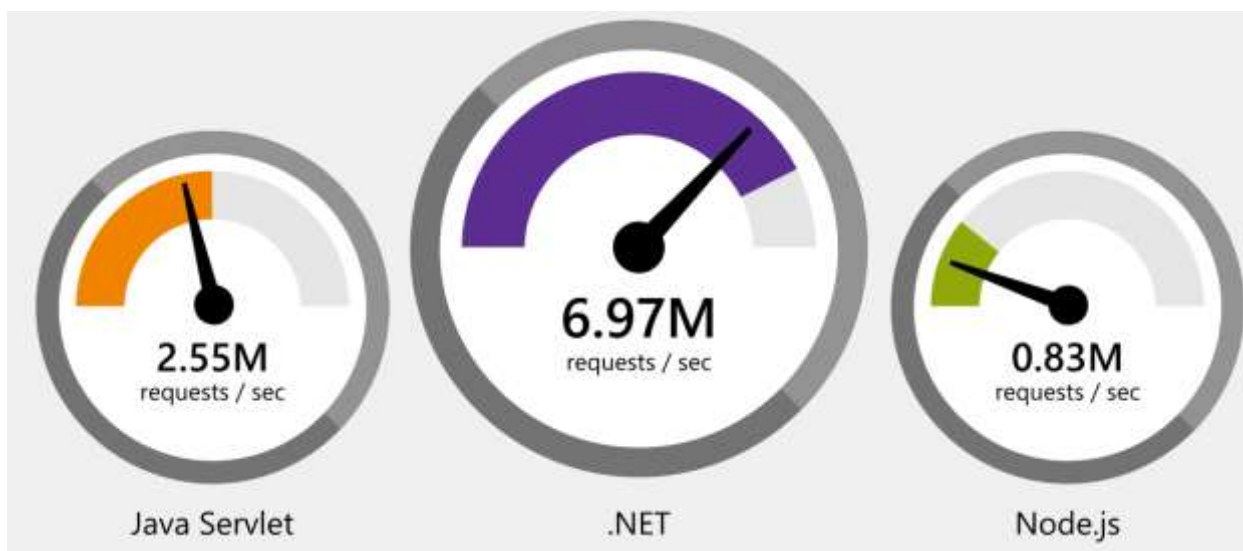 2.55M
requests / sec
Java Servlet
6.97M
requests / sec
.NET
0.83M
requests / sec
Node.js